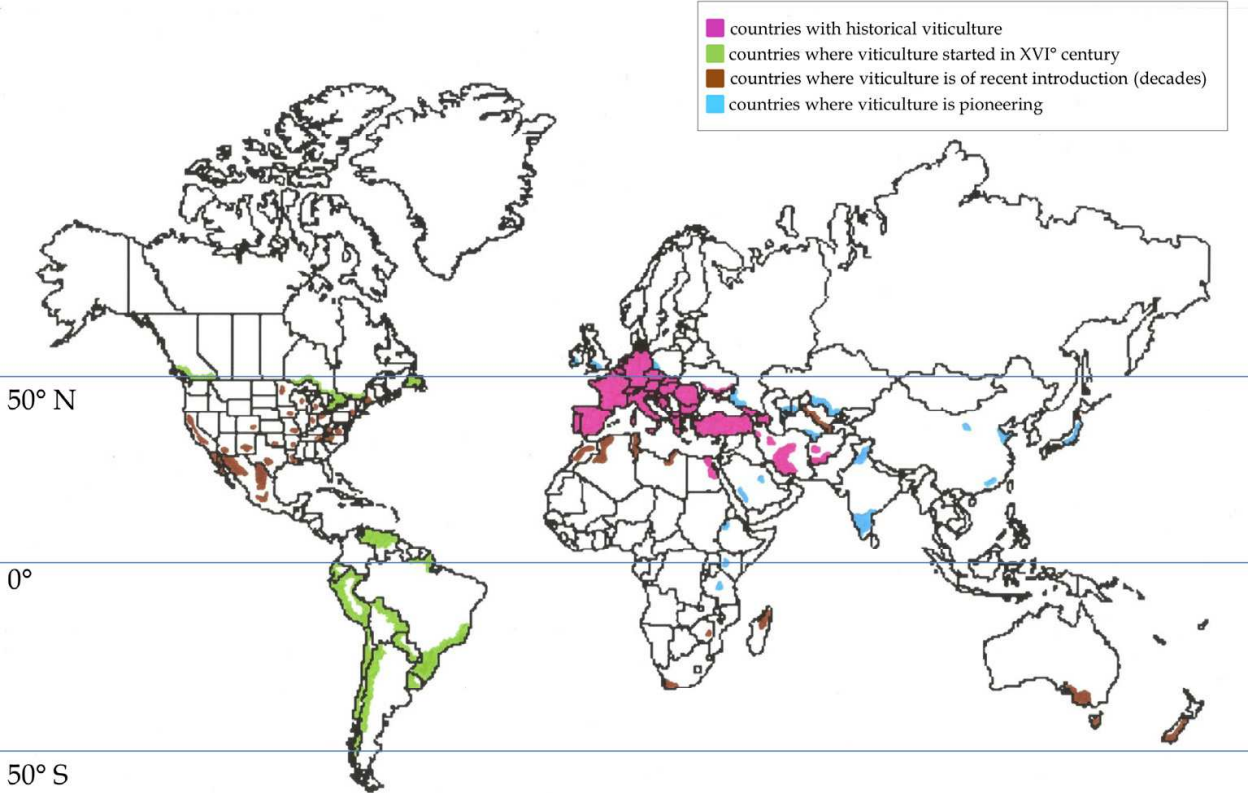 countries with historical viticulture
countries where viticulture started in XVI° century
countries where viticulture is of recent introduction (decades)
countries where viticulture is pioneering
50° N
0°
50° S